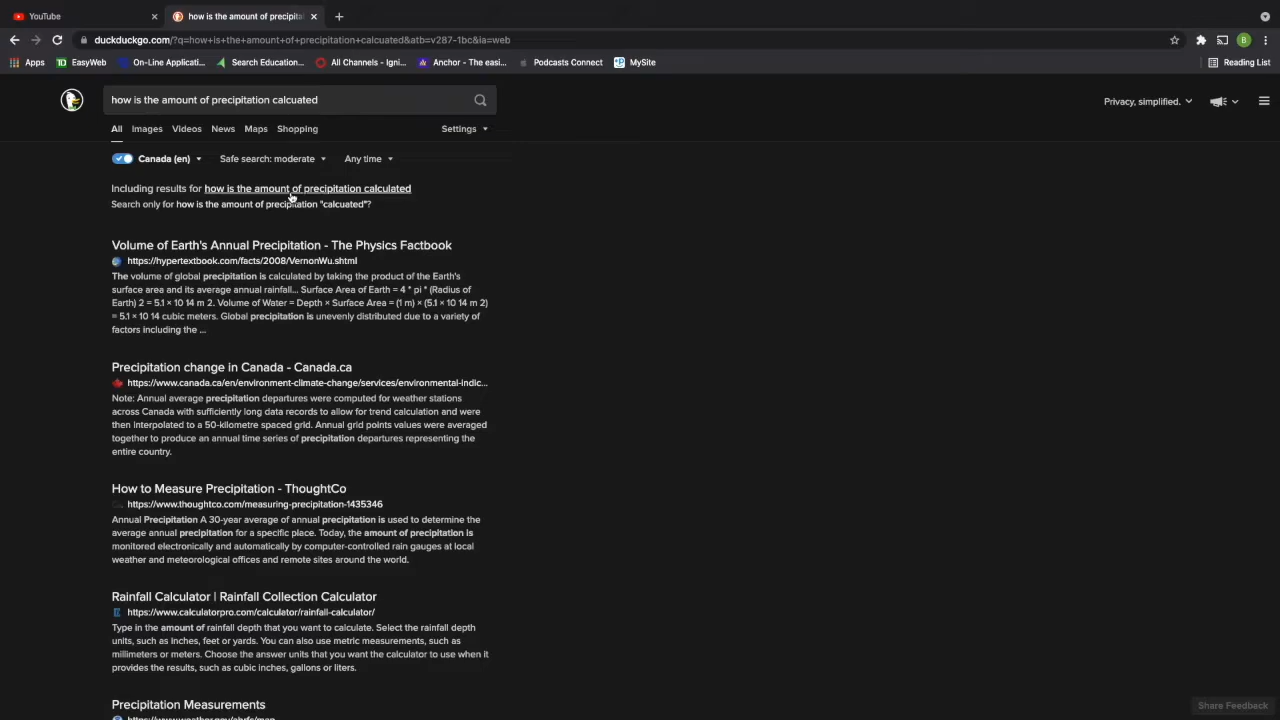 YouTube
how is the amount of precipita
duckduckgo.com/?q=how+is+the+amount+of+precipitation+calcuated&atb=v287-1bc&ia=web
B
Apps TD EasyWeb On-Line Applicati... Search Education... All Channels - Igni... Anchor - The easi... Podcasts Connect MySite Reading List
how is the amount of precipitation calcuated
Privacy, simplified.
All Images Videos News Maps Shopping Settings
Canada (en) Safe search: moderate Any time
Including results for how is the amount of precipitation calculated
Search only for how is the amount of precipitation "calcuated"?
Volume of Earth's Annual Precipitation - The Physics Factbook
https://hypertextbook.com/facts/2008/VernonWu.shtml
The volume of global precipitation is calculated by taking the product of the Earth's
surface area and its average annual rainfall... Surface Area of Earth = 4 * pi * (Radius of
Earth) 2 = 5.1 × 10 14 m 2. Volume of Water = Depth × Surface Area = (1 m) × (5.1 × 10 14 m 2)
= 5.1 × 10 14 cubic meters. Global precipitation is unevenly distributed due to a variety of
factors including the ...
Precipitation change in Canada - Canada.ca
https://www.canada.ca/en/environment-climate-change/services/environmental-indic...
Note: Annual average precipitation departures were computed for weather stations
across Canada with sufficiently long data records to allow for trend calculation and were
then interpolated to a 50-kilometre spaced grid. Annual grid points values were averaged
together to produce an annual time series of precipitation departures representing the
entire country.
How to Measure Precipitation - ThoughtCo
https://www.thoughtco.com/measuring-precipitation-1435346
Annual Precipitation A 30-year average of annual precipitation is used to determine the
average annual precipitation for a specific place. Today, the amount of precipitation is
monitored electronically and automatically by computer-controlled rain gauges at local
weather and meteorological offices and remote sites around the world.
Rainfall Calculator | Rainfall Collection Calculator
https://www.calculatorpro.com/calculator/rainfall-calculator/
Type in the amount of rainfall depth that you want to calculate. Select the rainfall depth
units, such as inches, feet or yards. You can also use metric measurements, such as
millimeters or meters. Choose the answer units that you want the calculator to use when it
provides the results, such as cubic inches, gallons or liters.
Precipitation Measurements
Share Feedback